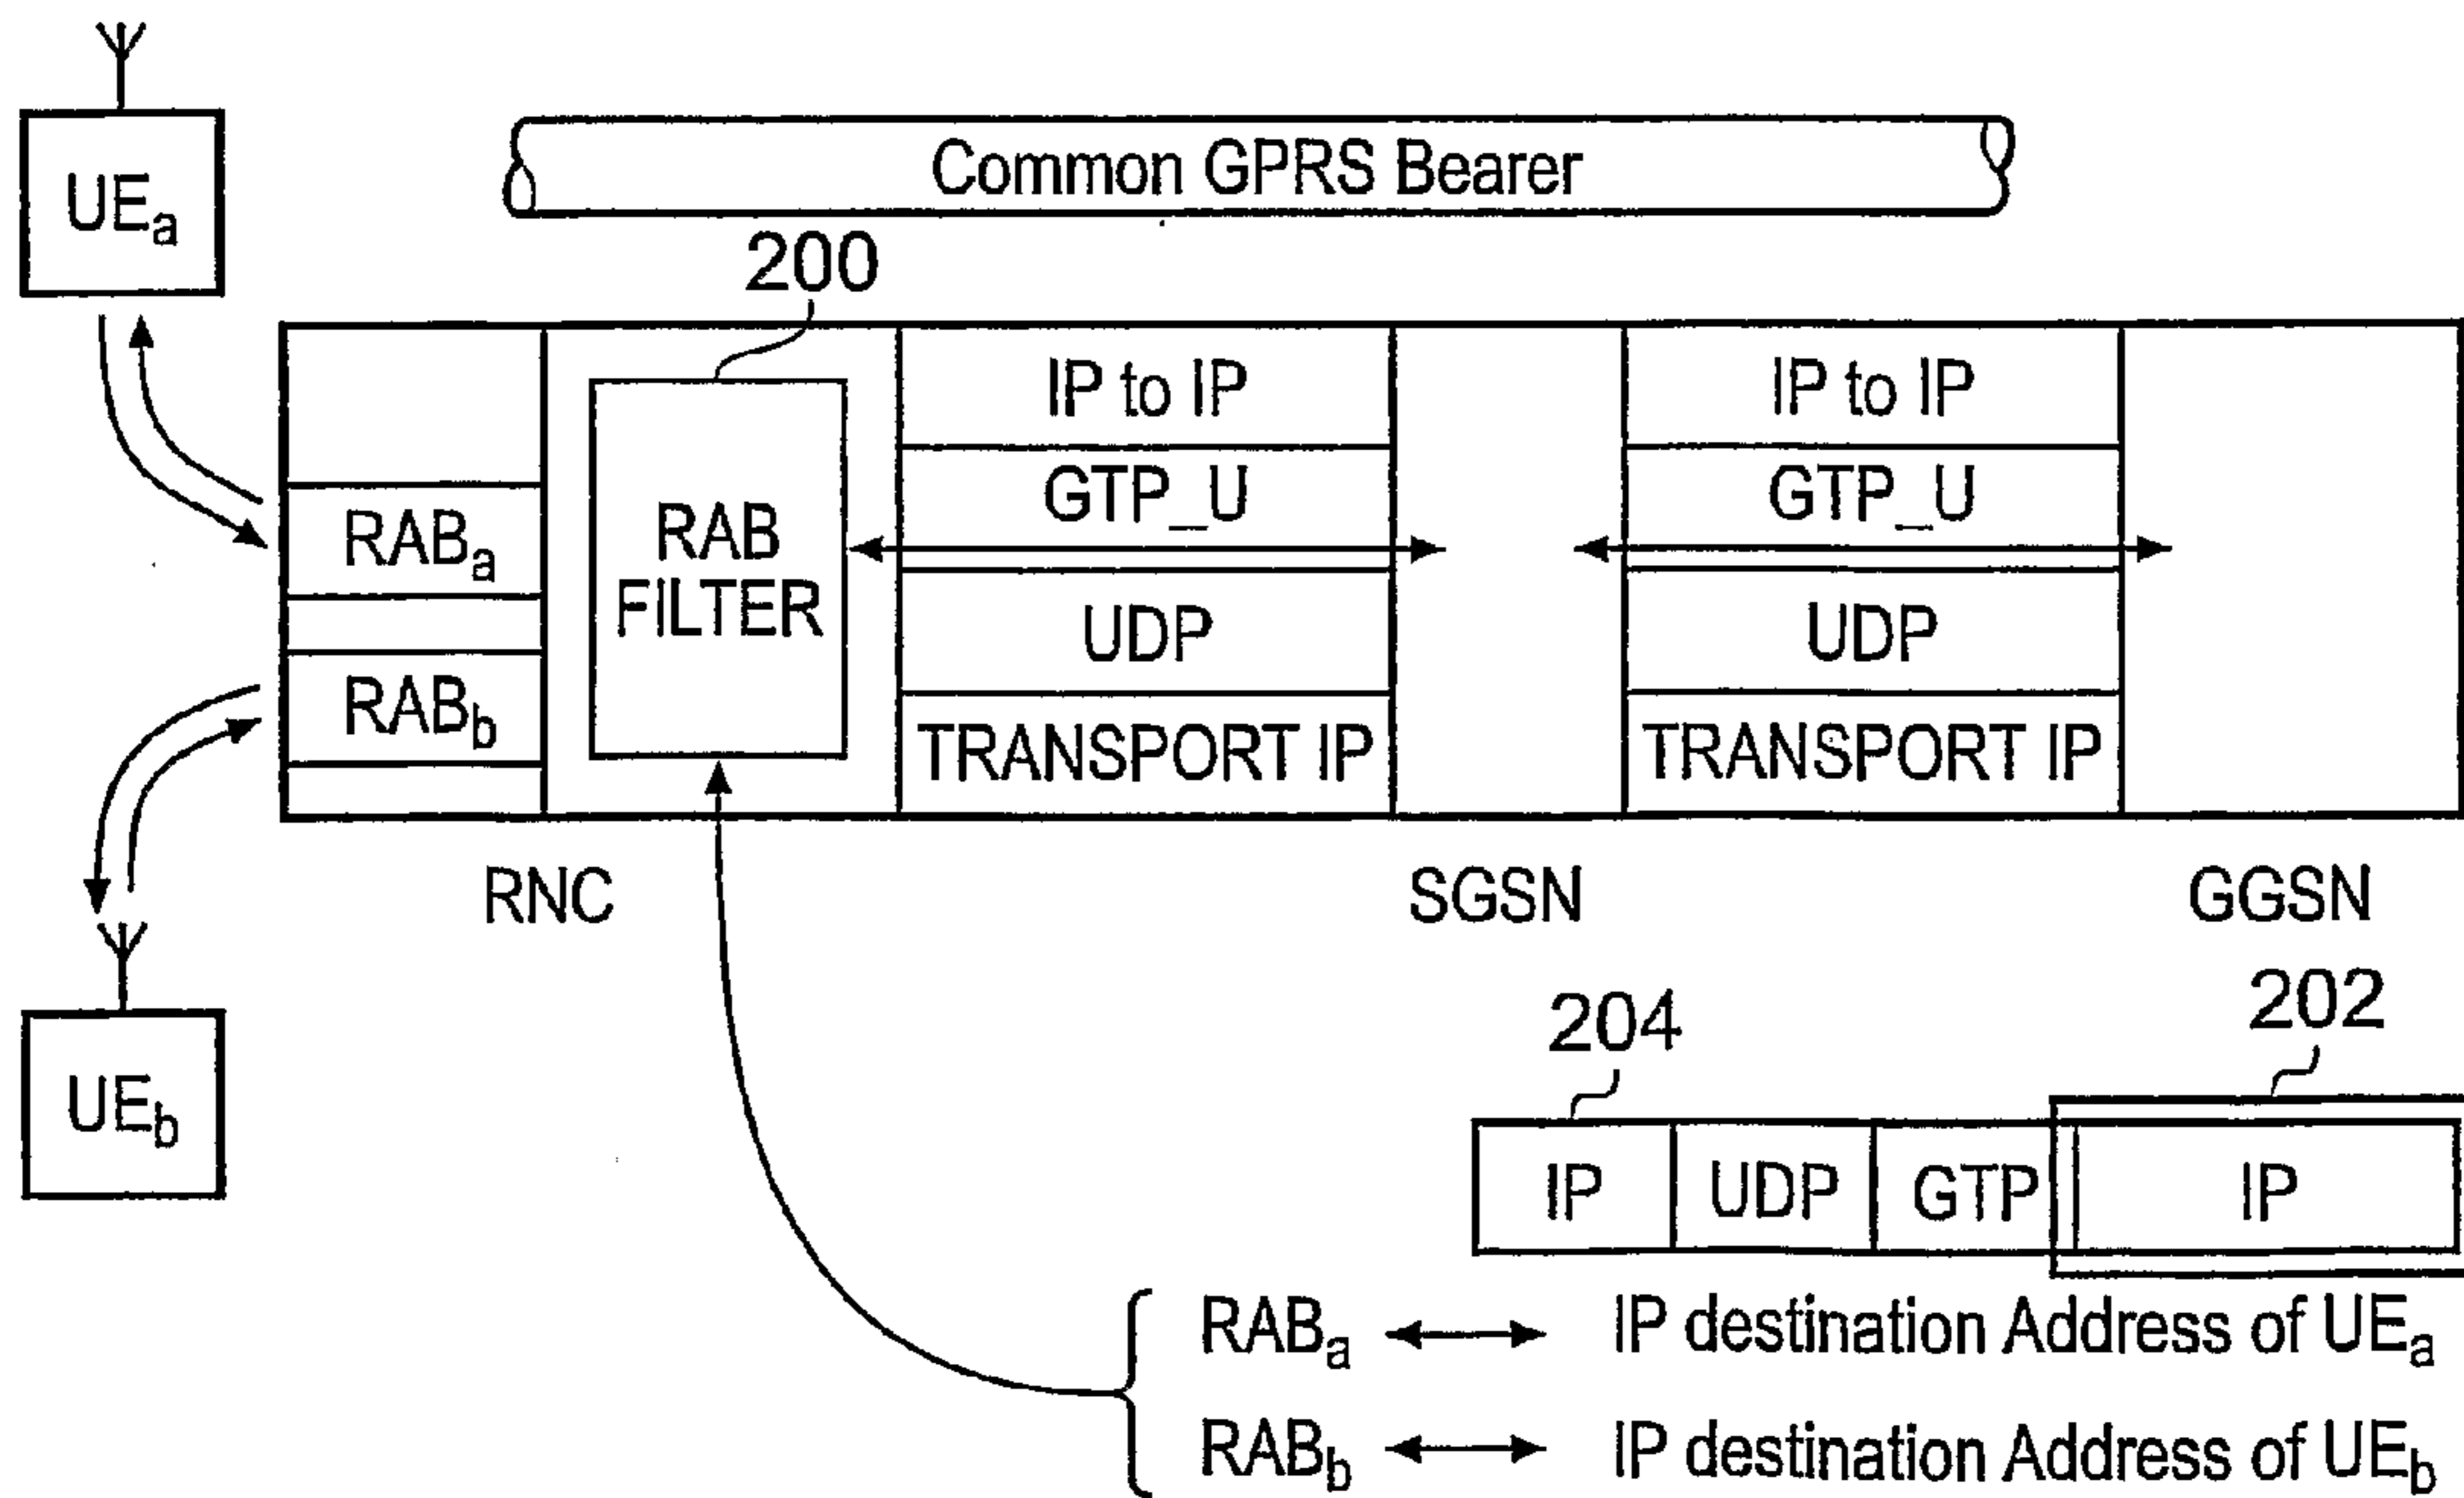 UEa
Common GPRS Bearer
200
IP to IP
GTP_U
UDP
TRANSPORT IP
RAB
FILTER
RABa
RABb
IP to IP
GTP_U
UDP
TRANSPORT IP
RNC
SGSN
GGSN
UEb
204
202
IP
UDP
GTP
IP
RABa
IP destination Address of UEa
RABb
IP destination Address of UEb